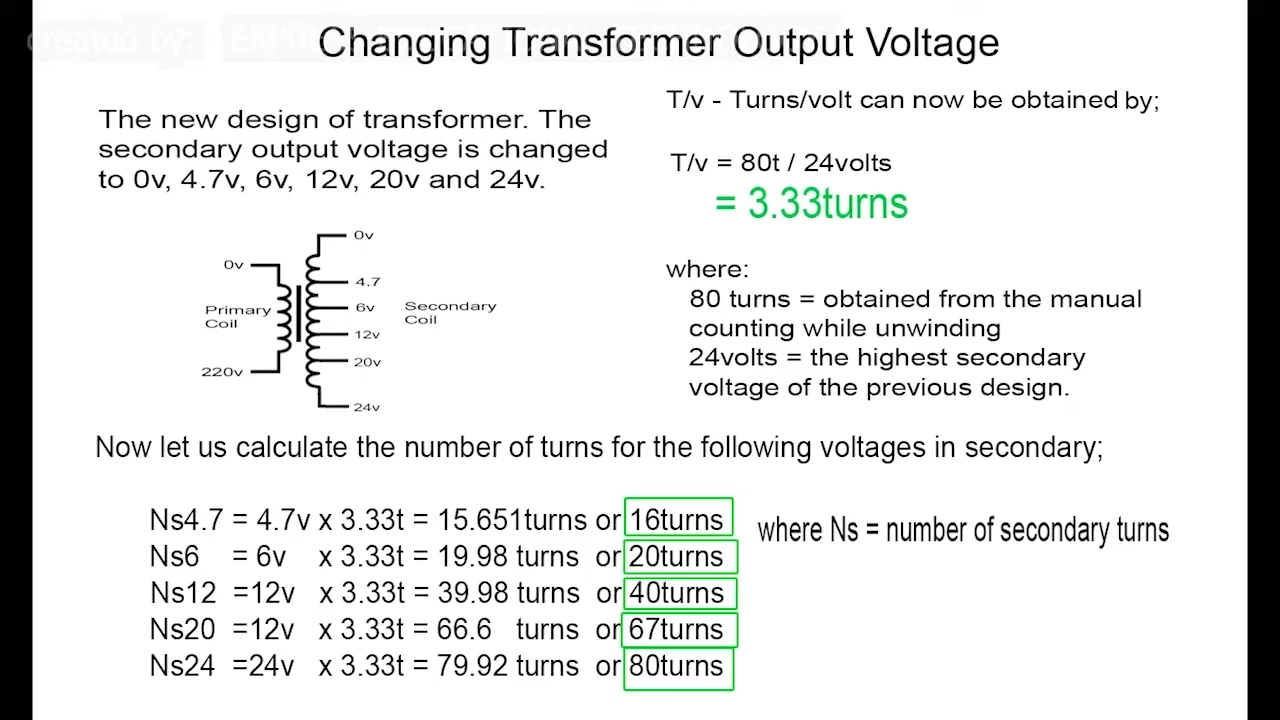 created by:
Changing Transformer Output Voltage
The new design of transformer. The
secondary output voltage is changed
to 0v, 4.7v, 6v, 12v, 20v and 24v.
0v
Primary
Coil
220v
0v
4.7
6v
12v
20v
24v
Secondary
Coil
T/v - Turns/volt can now be obtained by;
T/v = 80t / 24volts
= 3.33turns
where:
80 turns = obtained from the manual
counting while unwinding
24volts = the highest secondary
voltage of the previous design.
Now let us calculate the number of turns for the following voltages in secondary;
Ns4.7 = 4.7v x 3.33t = 15.651turns or 16turns
Ns6 = 6v x 3.33t = 19.98 turns or 20turns
Ns12 =12v x 3.33t = 39.98 turns or 40turns
Ns20 =12v x 3.33t = 66.6 turns or 67turns
Ns24 =24v x 3.33t = 79.92 turns or 80turns
where Ns = number of secondary turns